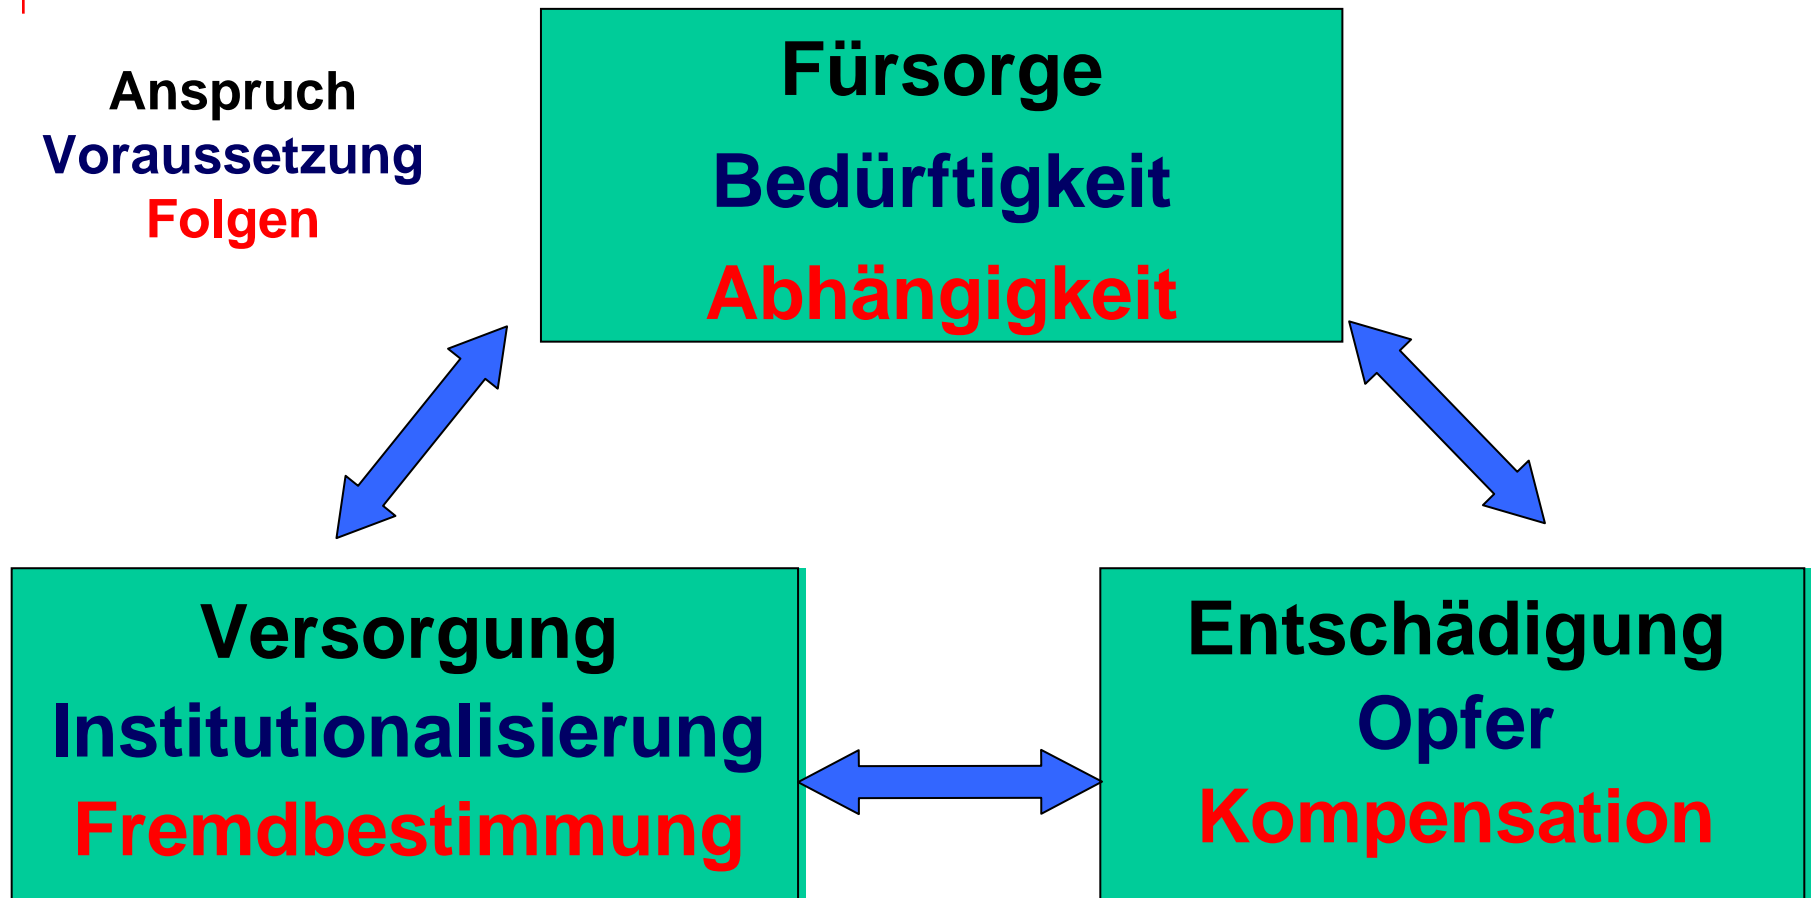 Anspruch
Voraussetzung
Folgen
Fürsorge
Bedürftigkeit
Abhängigkeit
Versorgung
Institutionalisierung
Fremdbestimmung
Entschädigung
Opfer
Kompensation